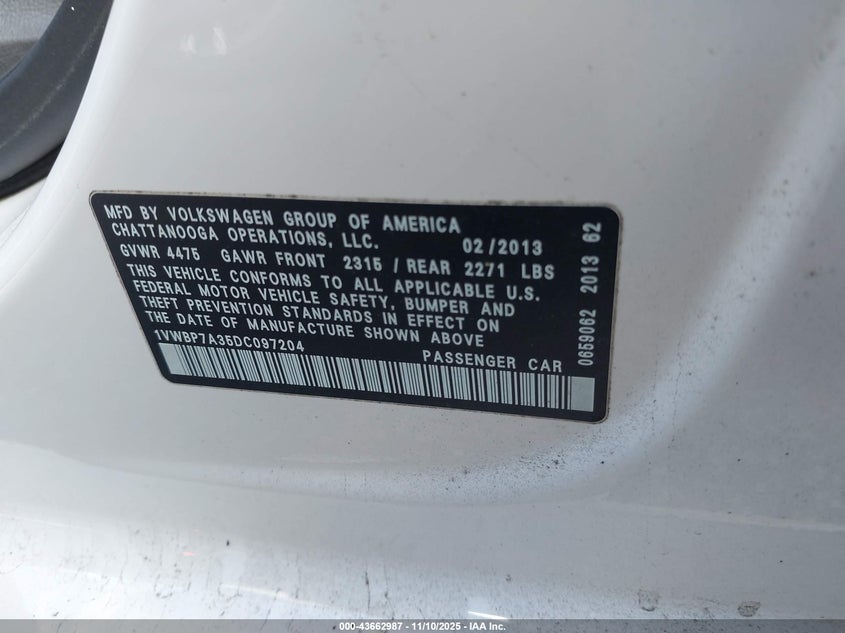 MFD BY VOLKSWAGEN GROUP OF AMERICA
CHATTANOOGA OPERATIONS, LLC. 02/2013
GVWR 4475 GAWR FRONT 2315 / REAR 2271 LBS
THIS VEHICLE CONFORMS TO ALL APPLICABLE U.S.
FEDERAL MOTOR VEHICLE SAFETY, BUMPER AND
THEFT PREVENTION STANDARDS IN EFFECT ON
THE DATE OF MANUFACTURE SHOWN ABOVE
1VWBP7A35DC097204 PASSENGER CAR
0659062 2013 62
000-43662987 - 11/10/2025 - IAA Inc.